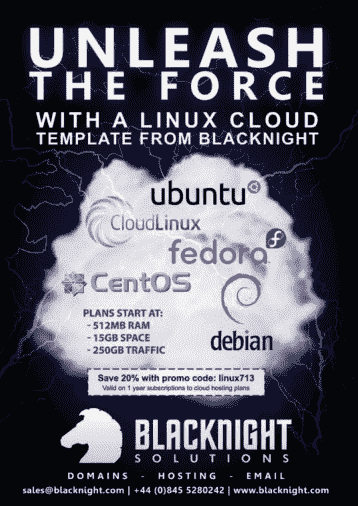 UNLEASH
THE FORCE
WITH A LINUX CLOUD
TEMPLATE FROM BLACKNIGHT
ubuntu
CloudLinux
fedora
CentOS
debian
PLANS START AT:
- 512MB RAM
- 15GB SPACE
- 250GB TRAFFIC
Save 20% with promo code: linux713
Valid on 1 year subscriptions to cloud hosting plans
BLACKNIGHT
SOLUTIONS
DOMAINS - HOSTING - EMAIL
sales@blacknight.com | +44 (0)845 5280242 | www.blacknight.com